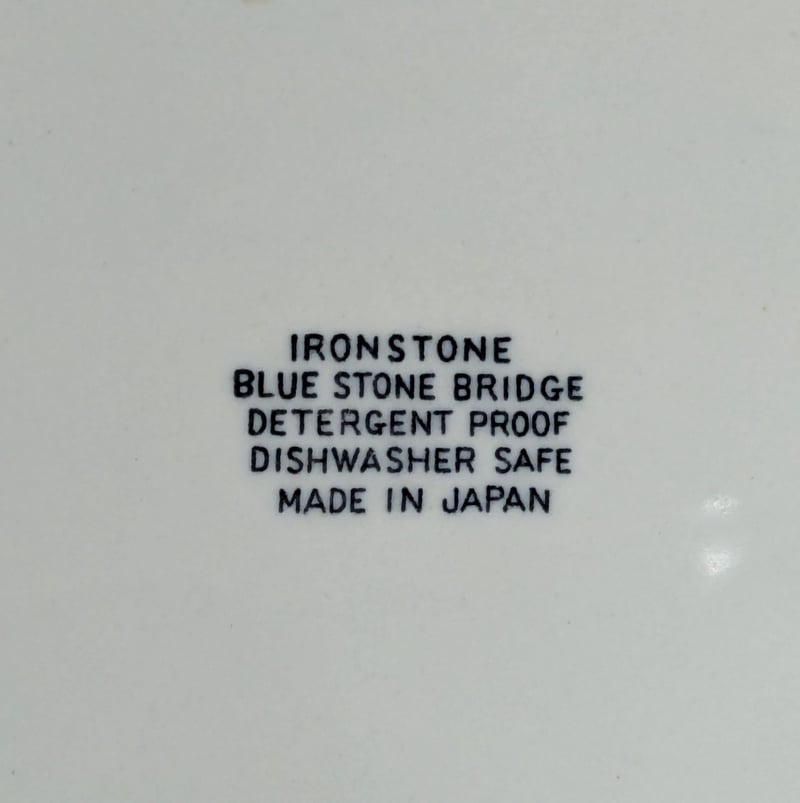 IRONSTONE
BLUE STONE BRIDGE
DETERGENT PROOF
DISHWASHER SAFE
MADE IN JAPAN